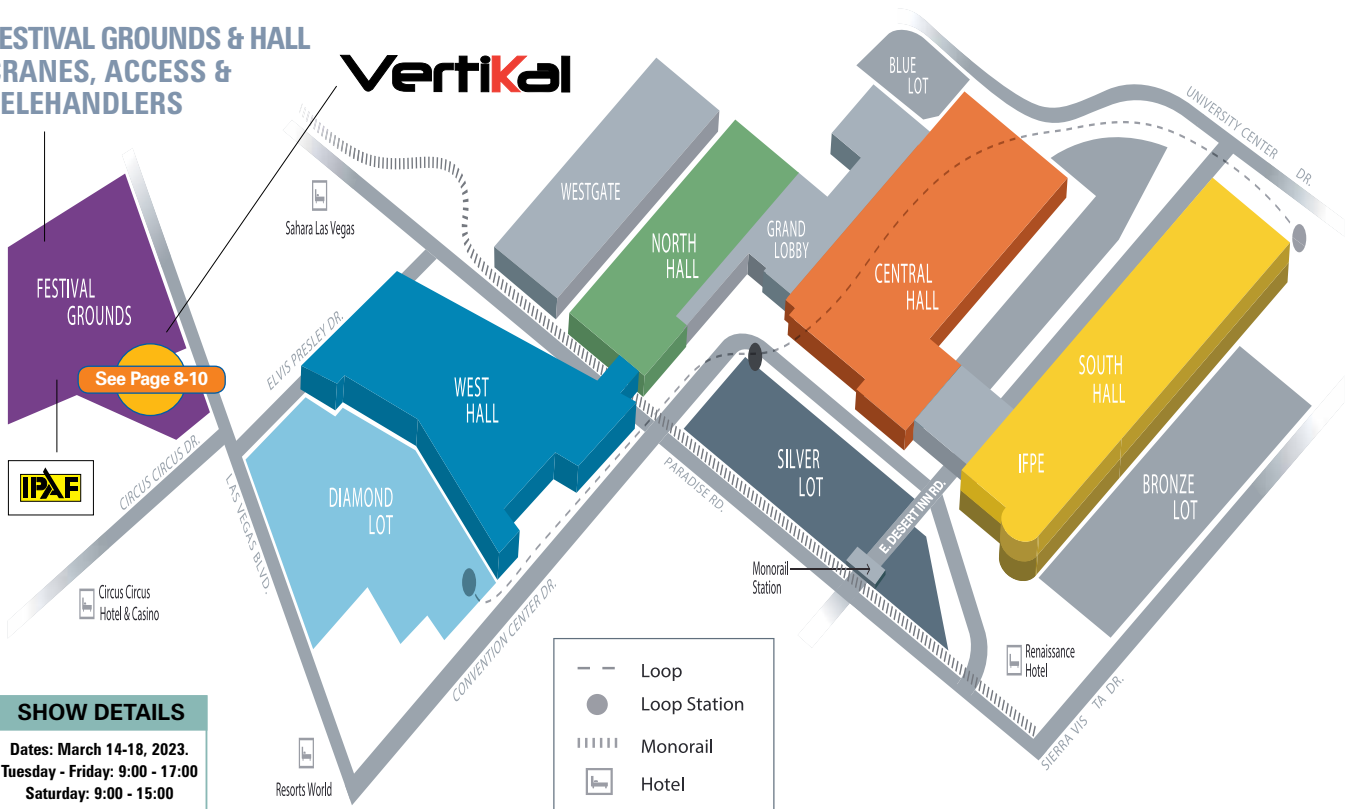 ESTIVAL GROUNDS & HALL
RANES, ACCESS &
ELEHANDLERS
VertiKal
BLUE
LOT
UNIVERSITY CENTER DR.
WESTGATE
Sahara Las Vegas
NORTH
HALL
GRAND
LOBBY
CENTRAL
HALL
FESTIVAL
GROUNDS
See Page 8-10
ELVIS PRESLEY DR.
WEST
HALL
SOUTH
HALL
IFPE
BRONZE
LOT
SILVER
LOT
PARADISE RD.
E. DESERT INN RD.
Monorail
Station
IPAF
CIRCUS CIRCUS DR.
LAS VEGAS BLVD.
DIAMOND
LOT
CONVENTION CENTER DR.
Circus Circus
Hotel & Casino
Renaissance
Hotel
SIERRA VIS TA DR.
Resorts World
Loop
Loop Station
Monorail
Hotel
SHOW DETAILS
Dates: March 14-18, 2023.
Tuesday - Friday: 9:00 - 17:00
Saturday: 9:00 - 15:00